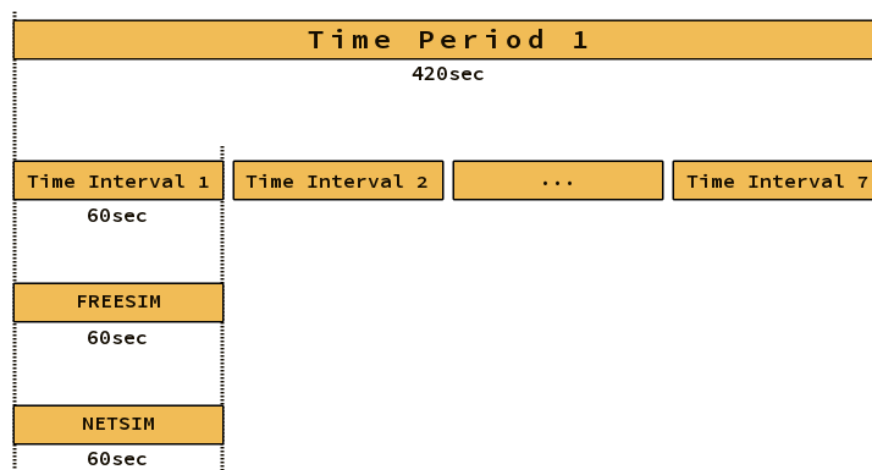 Time Period 1
420sec
Time Interval 1 Time Interval 2 ... Time Interval 7
60sec
FREESIM
60sec
NETSIM
60sec